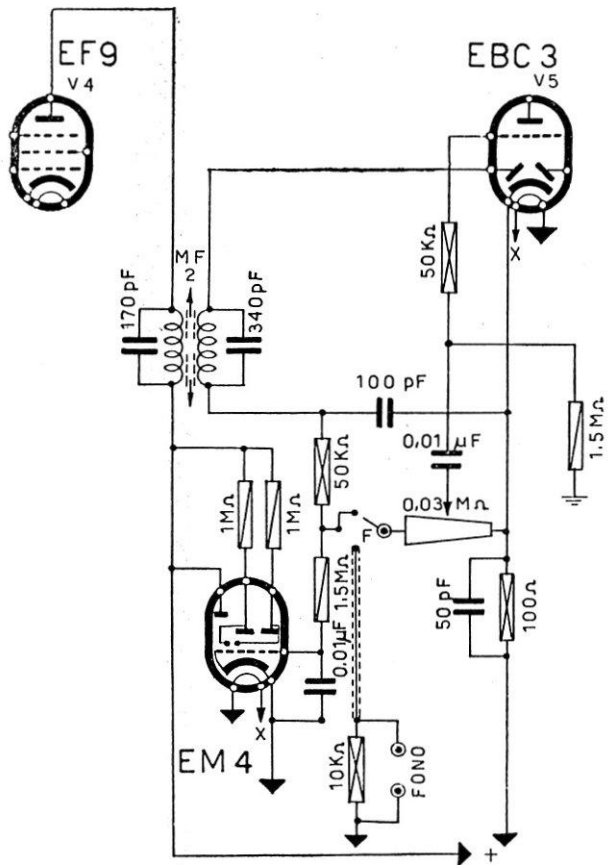 EF9
V4
EBC3
V5
X
50KΩ
MF
2
170pF
340pF
100 pF
0,01 µF
1.5MΩ
50KΩ
0,03 MΩ
1MΩ
1MΩ
F
1.5MΩ
50pF
100Ω
0.01µF
X
EM4
10KΩ
FONO
+